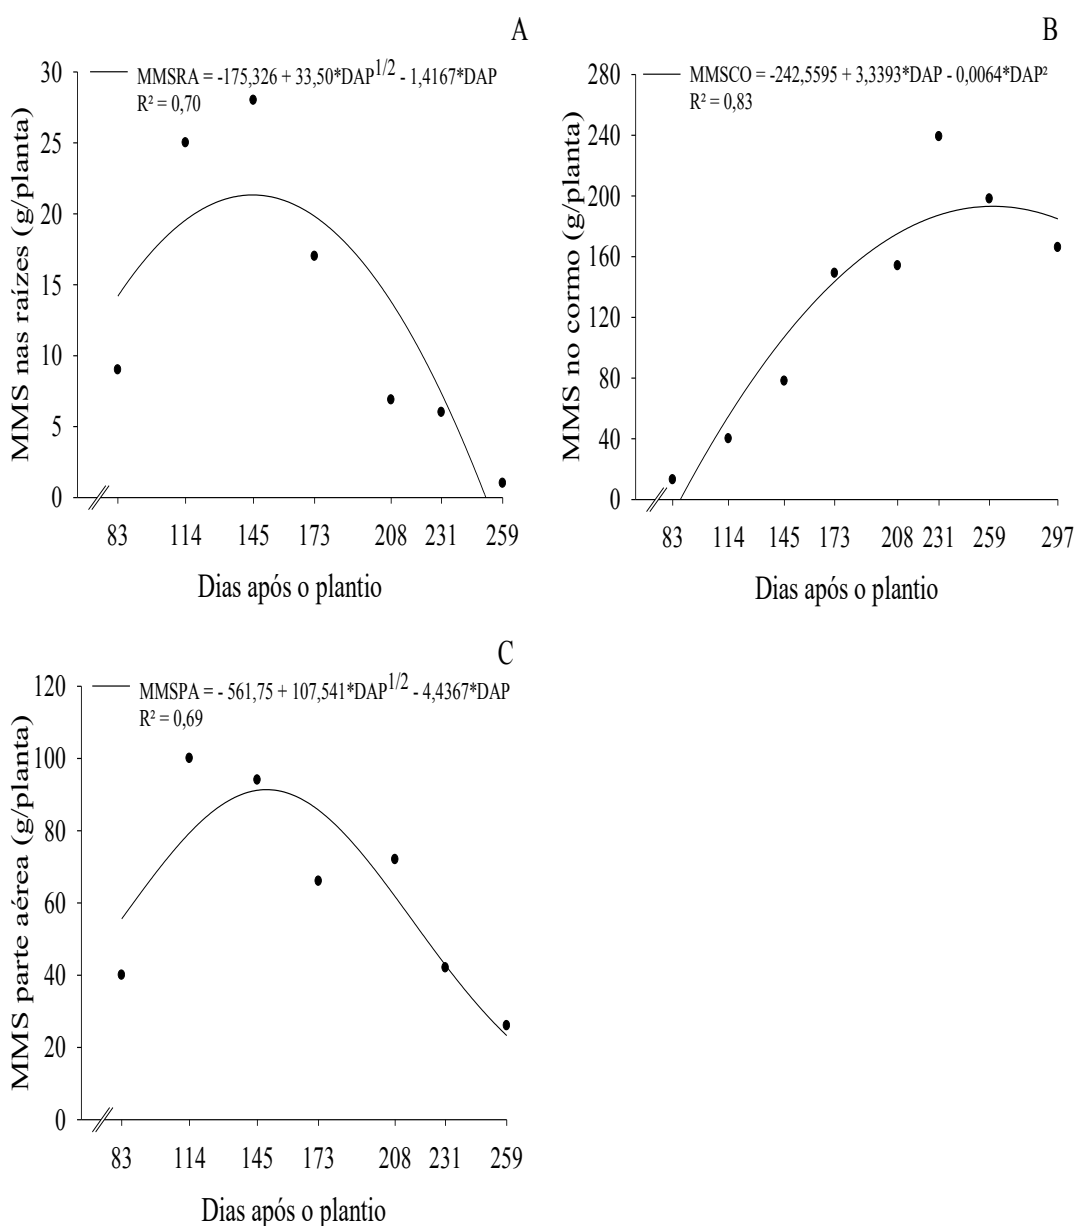 A
MMSRA = -175,326 + 33,50*DAP^1/2 - 1,4167*DAP
R² = 0,70
MMS nas raízes (g/planta)
30
25
20
15
10
5
0
83 114 145 173 208 231 259
Dias após o plantio
B
MMSCO = -242,5595 + 3,3393*DAP - 0,0064*DAP²
R² = 0,83
MMS no cormo (g/planta)
280
240
200
160
120
80
40
0
83 114 145 173 208 231 259 297
Dias após o plantio
C
MMSPA = - 561,75 + 107,541*DAP^1/2 - 4,4367*DAP
R² = 0,69
MMS parte aérea (g/planta)
120
100
80
60
40
20
0
83 114 145 173 208 231 259
Dias após o plantio